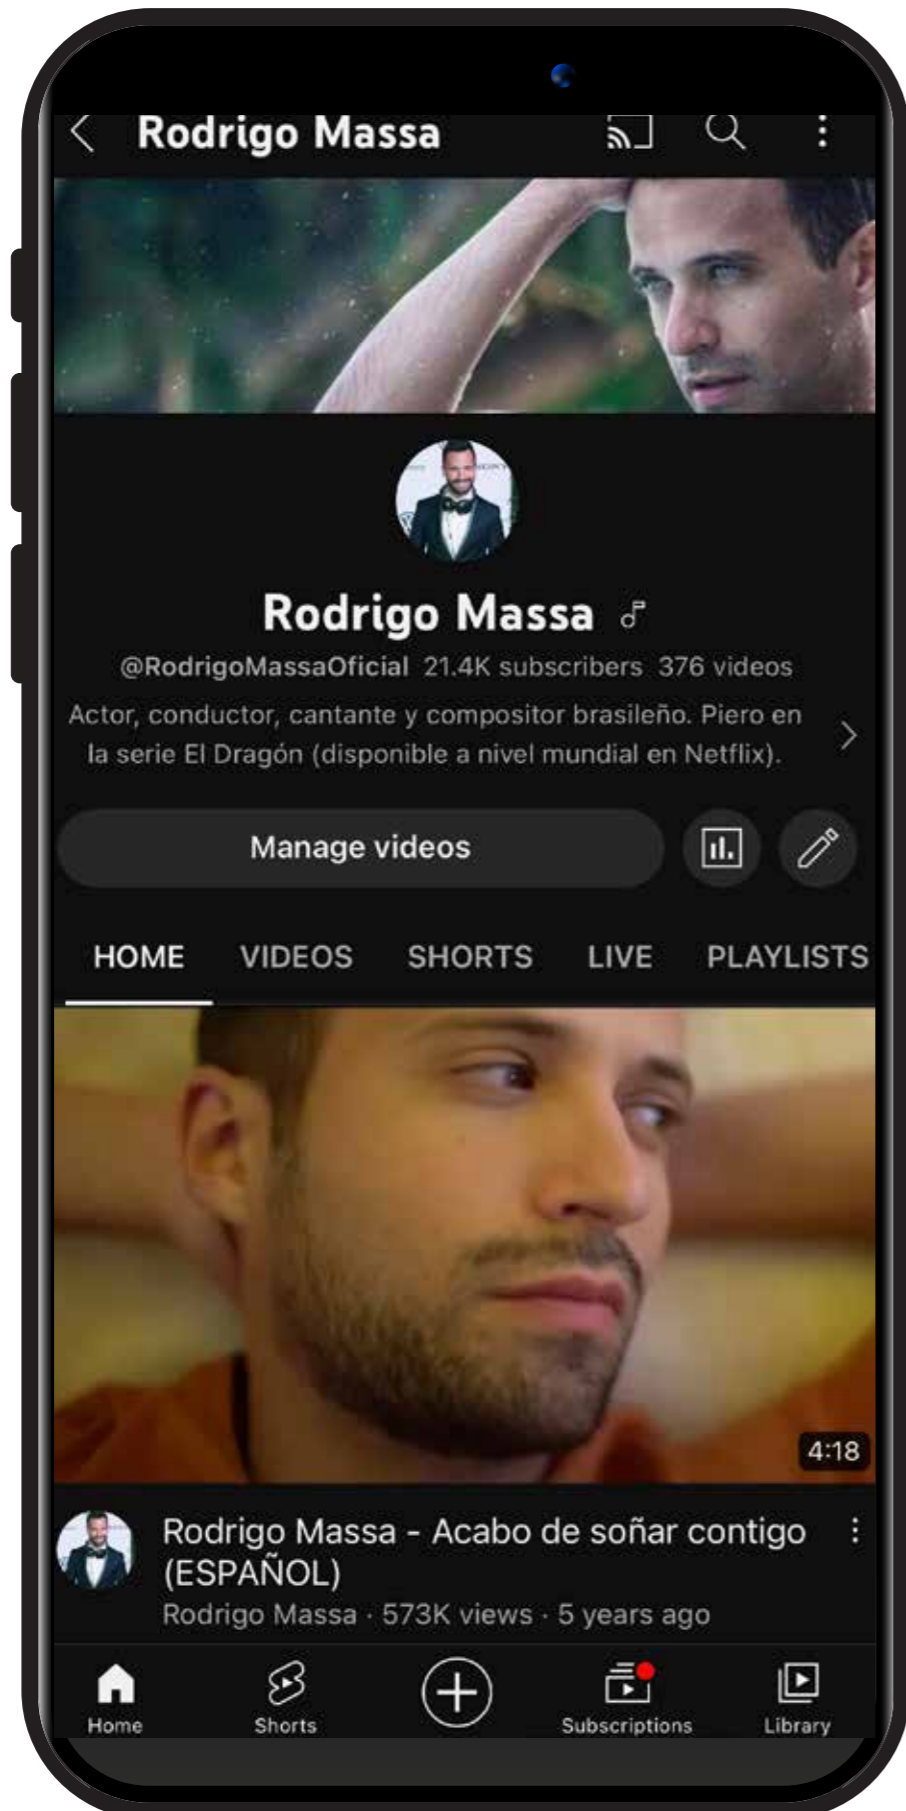 Rodrigo Massa
Rodrigo Massa
@RodrigoMassaOficial 21.4K subscribers 376 videos
Actor, conductor, cantante y compositor brasileño. Piero en
la serie El Dragón (disponible a nivel mundial en Netflix).
Manage videos
HOME VIDEOS SHORTS LIVE PLAYLISTS
4:18
Rodrigo Massa - Acabo de soñar contigo
(ESPAÑOL)
Rodrigo Massa · 573K views · 5 years ago
Home Shorts Subscriptions Library